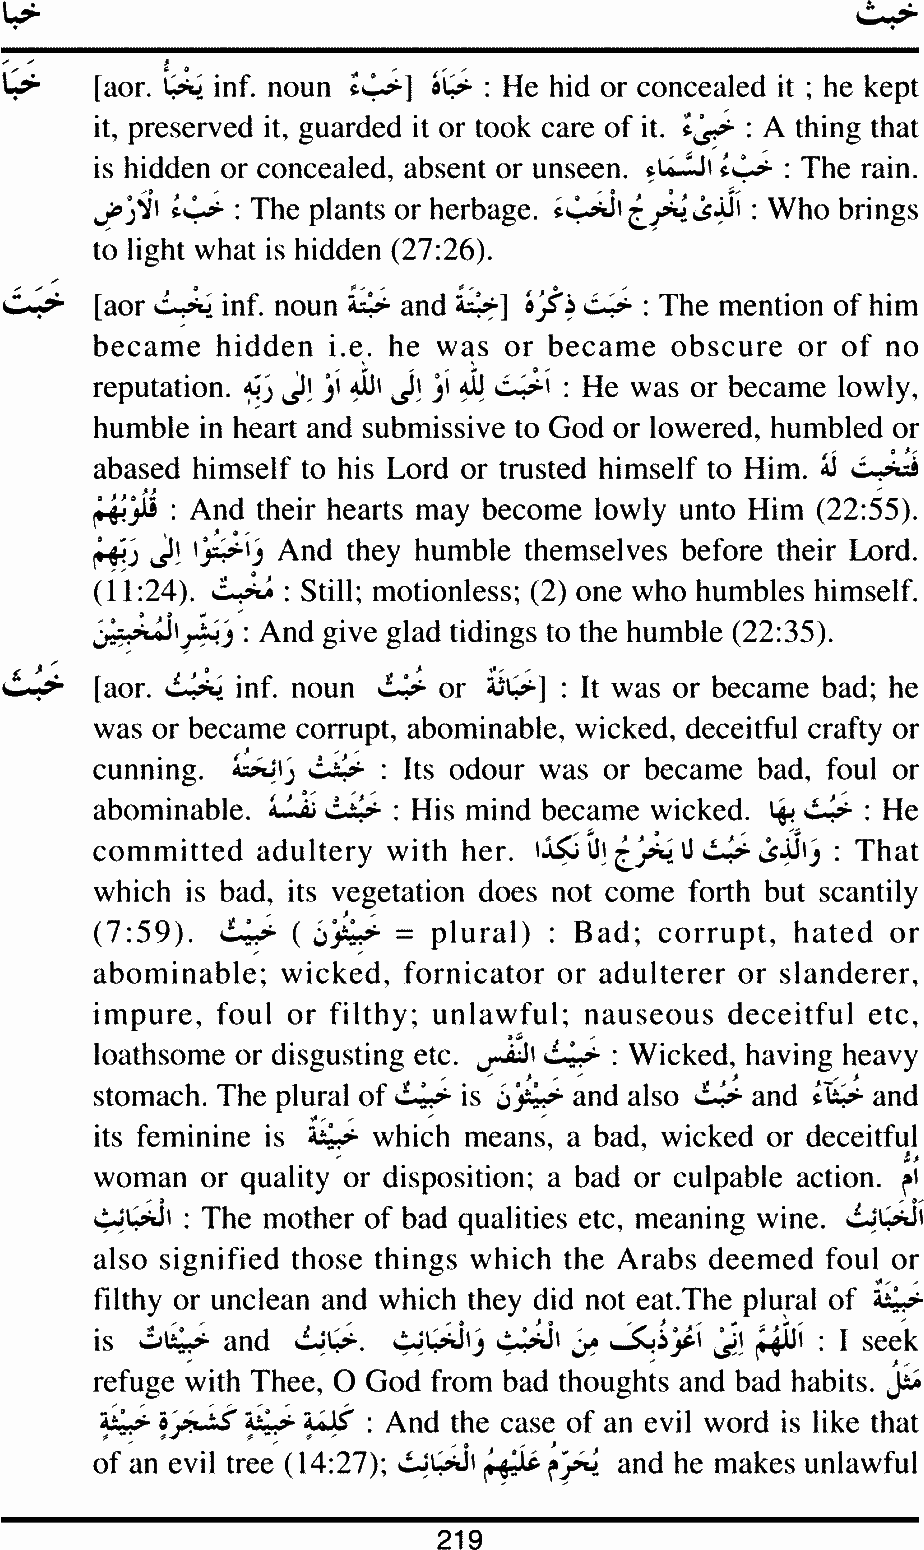 خبا خبث
خَبَأَ [aor. يَخْبَأُ inf. noun خَبْءٌ] خَبَاَهُ : He hid or concealed it ; he kept
it, preserved it, guarded it or took care of it. خَبِىْءٌ : A thing that
is hidden or concealed, absent or unseen. خَبْءُ السَّمَاءِ : The rain.
خَبْءُ الْاَرْضِ : The plants or herbage. اَلَّذِىْ يُخْرِجُ الْخَبْءَ : Who brings
to light what is hidden (27:26).
خَبَتَ [aor يَخْبِتُ inf. noun خَبْتَةٌ and خِبْتَةٌ] خَبَتَ ذِكْرُهُ : The mention of him
became hidden i.e. he was or became obscure or of no
reputation. اَخْبَتَ لِلّٰهِ اَوْ اِلَى اللّٰهِ اَوْ اِلٰى رَبِّهٖ : He was or became lowly,
humble in heart and submissive to God or lowered, humbled or
abased himself to his Lord or trusted himself to Him. فَتُخْبِتَ لَهٗ
قُلُوْبُهُمْ : And their hearts may become lowly unto Him (22:55).
وَاَخْبَتُوْا اِلٰى رَبِّهِمْ And they humble themselves before their Lord.
(11:24). مُخْبِتٌ : Still; motionless; (2) one who humbles himself.
وَبَشِّرِ الْمُخْبِتِيْنَ : And give glad tidings to the humble (22:35).
خَبُثَ [aor. يَخْبُثُ inf. noun خُبْثٌ or خَبَاثَةٌ] : It was or became bad; he
was or became corrupt, abominable, wicked, deceitful crafty or
cunning. خَبُثَتْ رَائِحَتُهٗ : Its odour was or became bad, foul or
abominable. خَبُثَتْ نَفْسُهٗ : His mind became wicked. خَبُثَ بِهَا : He
committed adultery with her. وَالَّذِىْ خَبُثَ لَا يَخْرُجُ اِلَّا نَكِدًا : That
which is bad, its vegetation does not come forth but scantily
(7:59). خَبِيْثٌ ( خَبِيْثُوْنَ = plural) : Bad; corrupt, hated or
abominable; wicked, fornicator or adulterer or slanderer,
impure, foul or filthy; unlawful; nauseous deceitful etc,
loathsome or disgusting etc. خَبِيْثُ النَّفْسِ : Wicked, having heavy
stomach. The plural of خَبِيْثٌ is خَبِيْثُوْنَ and also خُبُثٌ and خُبَثَآءُ and
its feminine is خَبِيْثَةٌ which means, a bad, wicked or deceitful
woman or quality or disposition; a bad or culpable action. اُمُّ
الْخَبَائِثِ : The mother of bad qualities etc, meaning wine. اَلْخَبَائِثُ
also signified those things which the Arabs deemed foul or
filthy or unclean and which they did not eat.The plural of خَبِيْثَةٌ
is خَبِيْثَاتٌ and خَبَائِثُ. اَللّٰهُمَّ اِنِّىْ اَعُوْذُبِكَ مِنَ الْخُبْثِ وَالْخَبَائِثِ : I seek
refuge with Thee, O God from bad thoughts and bad habits. مَثَلُ
كَلِمَةٍ خَبِيْثَةٍ كَشَجَرَةٍ خَبِيْثَةٍ : And the case of an evil word is like that
of an evil tree (14:27); يُحَرِّمُ عَلَيْهِمُ الْخَبَائِثَ and he makes unlawful
219